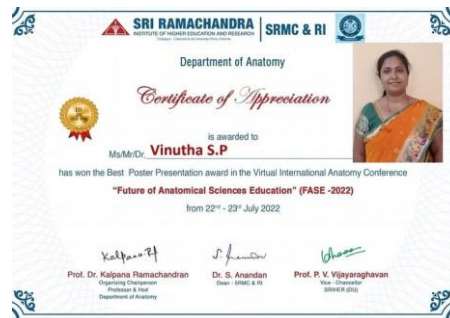 SRI RAMACHANDRA
INSTITUTE OF HIGHER EDUCATION AND RESEARCH
SRMC & RI
Department of Anatomy
Certificate of Appreciation
is awarded to
Ms/Mr/Dr. Vinutha S.P
has won the Best Poster Presentation award in the Virtual International Anatomy Conference
"Future of Anatomical Sciences Education" (FASE -2022)
from 22nd - 23rd July 2022
Prof. Dr. Kalpana Ramachandran
Organizing Chairperson
Professor & Hod
Department of Anatomy
Dr. S. Anandan
Dean - SRMC & RI
Prof. P. V. Vijayaraghavan
Vice - Chancellor
SRIHER (DU)